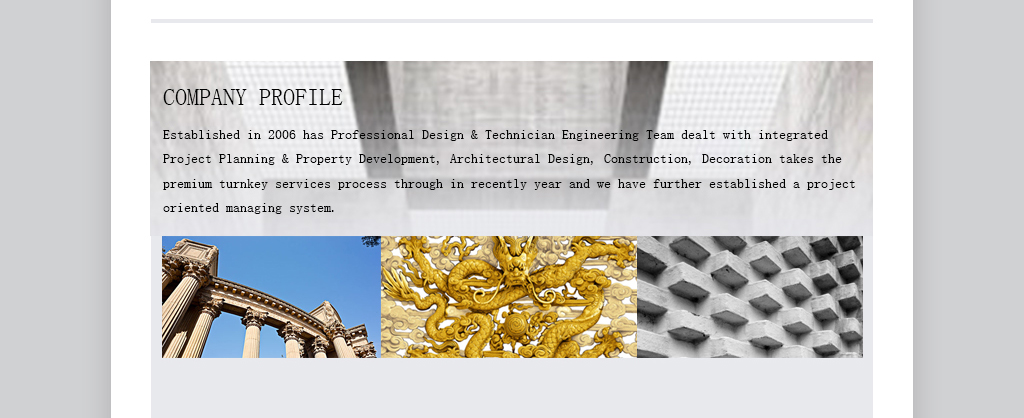 COMPANY PROFILE
Established in 2006 has Professional Design & Technician Engineering Team dealt with integrated
Project Planning & Property Development, Architectural Design, Construction, Decoration takes the
premium turnkey services process through in recently year and we have further established a project
oriented managing system.